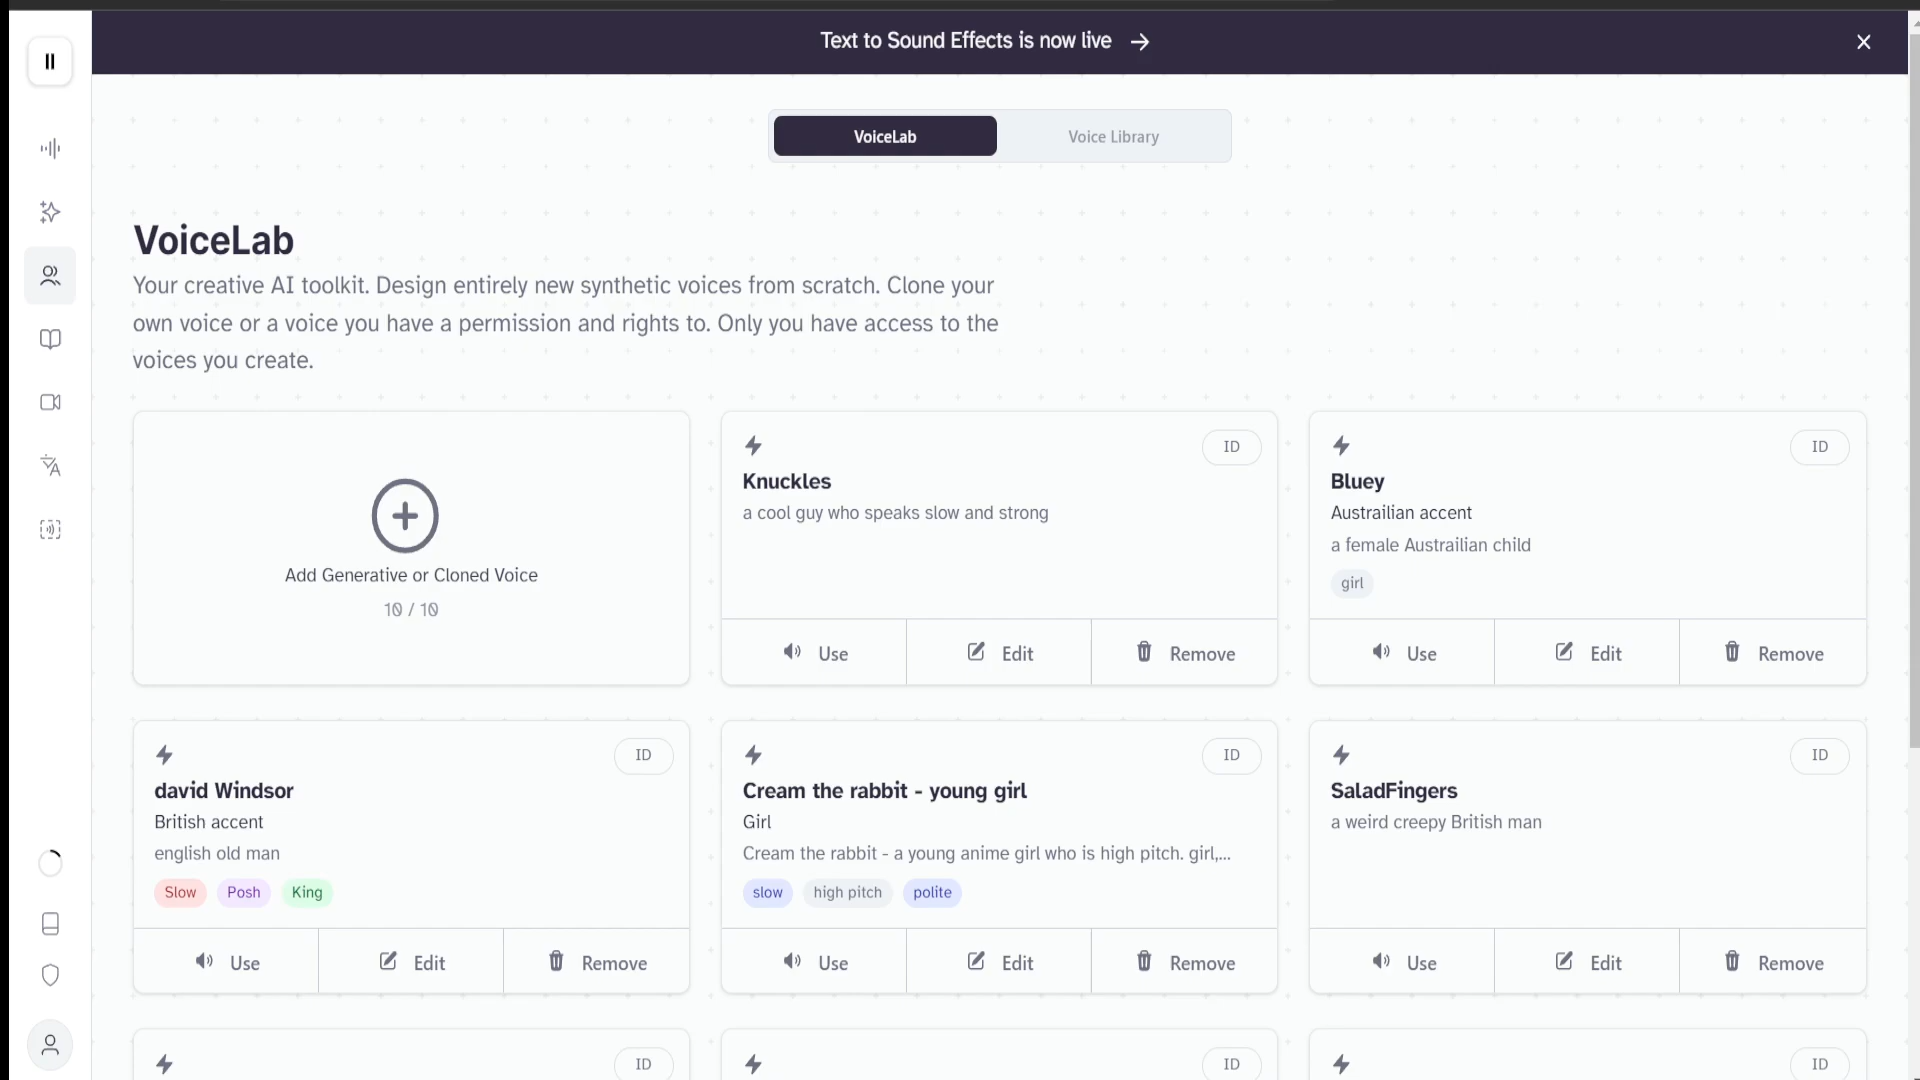 Text to Sound Effects is now live →
VoiceLab
Voice Library
VoiceLab
Your creative AI toolkit. Design entirely new synthetic voices from scratch. Clone your
own voice or a voice you have a permission and rights to. Only you have access to the
voices you create.
Add Generative or Cloned Voice
10 / 10
ID
Knuckles
a cool guy who speaks slow and strong
Use
Edit
Remove
ID
Bluey
Austrailian accent
a female Austrailian child
girl
Use
Edit
Remove
ID
david Windsor
British accent
english old man
Slow
Posh
King
Use
Edit
Remove
ID
Cream the rabbit - young girl
Girl
Cream the rabbit - a young anime girl who is high pitch. girl,...
slow
high pitch
polite
Use
Edit
Remove
ID
SaladFingers
a weird creepy British man
Use
Edit
Remove
ID
ID
ID